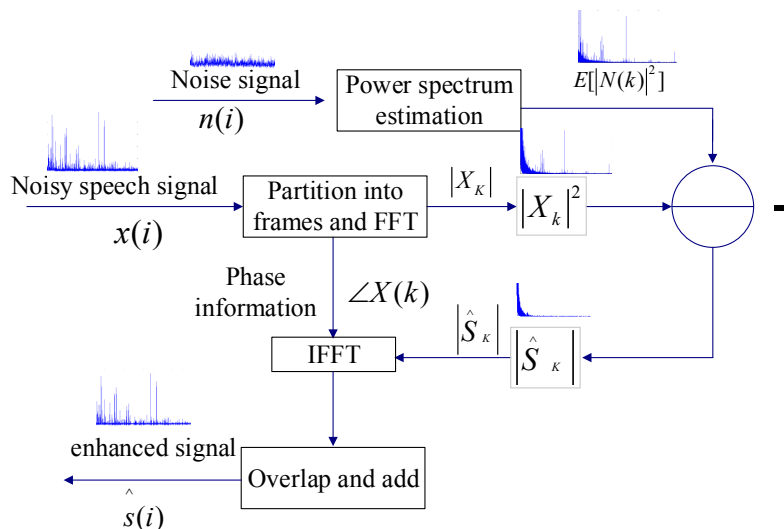 Noise signal
n(i)
Power spectrum
estimation
E[|N(k)|²]
Noisy speech signal
x(i)
Partition into
frames and FFT
|X_K|
|X_k|²
Phase
information
∠X(k)
IFFT
|Ŝ_K|
|Ŝ_K|
enhanced signal
ŝ(i)
Overlap and add